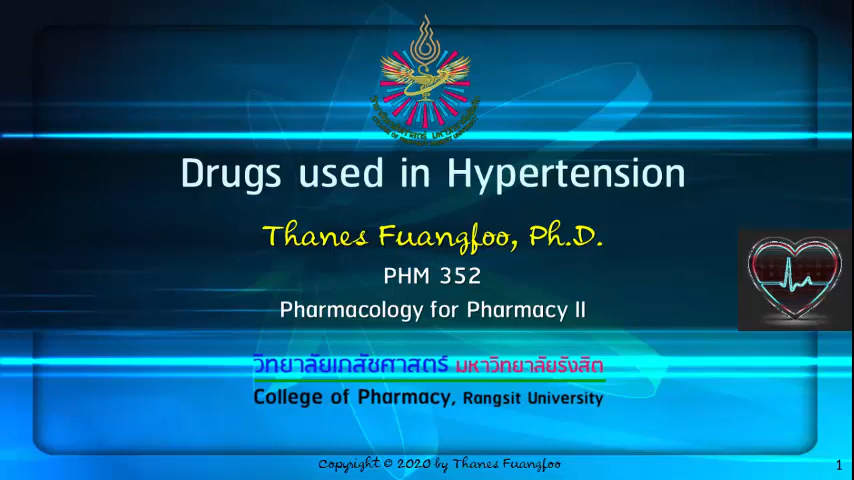 Drugs used in Hypertension
Thanes Fuangfoo, Ph.D.
PHM 352
Pharmacology for Pharmacy II
วิทยาลัยเภสัชศาสตร์ มหาวิทยาลัยรังสิต
College of Pharmacy, Rangsit University
Copyright © 2020 by Thanes Fuangfoo
1